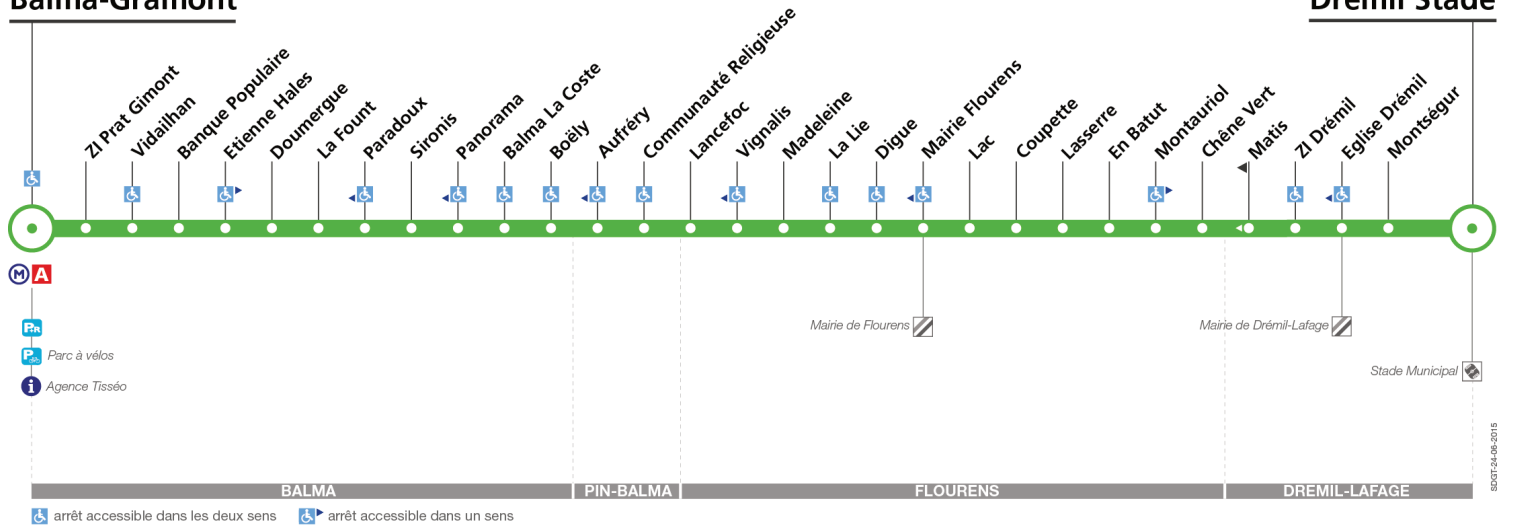 Balma-Gramont
Drémil Stade
ZI Prat Gimont
Vidailhan
Banque Populaire
Etienne Hales
Doumergue
La Fount
Paradoux
Sironis
Panorama
Balma La Coste
Boëly
Aufréry
Communauté Religieuse
Lancefoc
Vignalis
Madeleine
La Lie
Digue
Mairie Flourens
Lac
Coupette
Lasserre
En Batut
Montauriol
Chêne Vert
Matis
ZI Drémil
Eglise Drémil
Montségur
M A
P+R
Parc à vélos
P
i
Agence Tisséo
Mairie de Flourens
Mairie de Drémil-Lafage
Stade Municipal
SDGT-24-06-2015
BALMA
PIN-BALMA
FLOURENS
DREMIL-LAFAGE
arrêt accessible dans les deux sens
arrêt accessible dans un sens